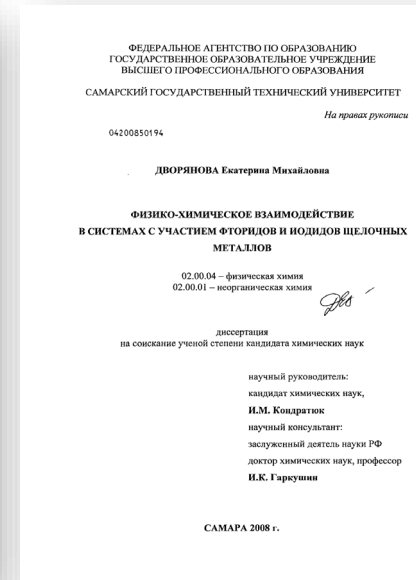 ФЕДЕРАЛЬНОЕ АГЕНТСТВО ПО ОБРАЗОВАНИЮ
ГОСУДАРСТВЕННОЕ ОБРАЗОВАТЕЛЬНОЕ УЧРЕЖДЕНИЕ
ВЫСШЕГО ПРОФЕССИОНАЛЬНОГО ОБРАЗОВАНИЯ
САМАРСКИЙ ГОСУДАРСТВЕННЫЙ ТЕХНИЧЕСКИЙ УНИВЕРСИТЕТ
На правах рукописи
04200850194
ДВОРЯНОВА Екатерина Михайловна
ФИЗИКО-ХИМИЧЕСКОЕ ВЗАИМОДЕЙСТВИЕ
В СИСТЕМАХ С УЧАСТИЕМ ФТОРИДОВ И ИОДИДОВ ЩЕЛОЧНЫХ
МЕТАЛЛОВ
02.00.04 – физическая химия
02.00.01 – неорганическая химия
диссертация
на соискание ученой степени кандидата химических наук
научный руководитель:
кандидат химических наук,
И.М. Кондратюк
научный консультант:
заслуженный деятель науки РФ
доктор химических наук, профессор
И.К. Гаркушин
САМАРА 2008 г.